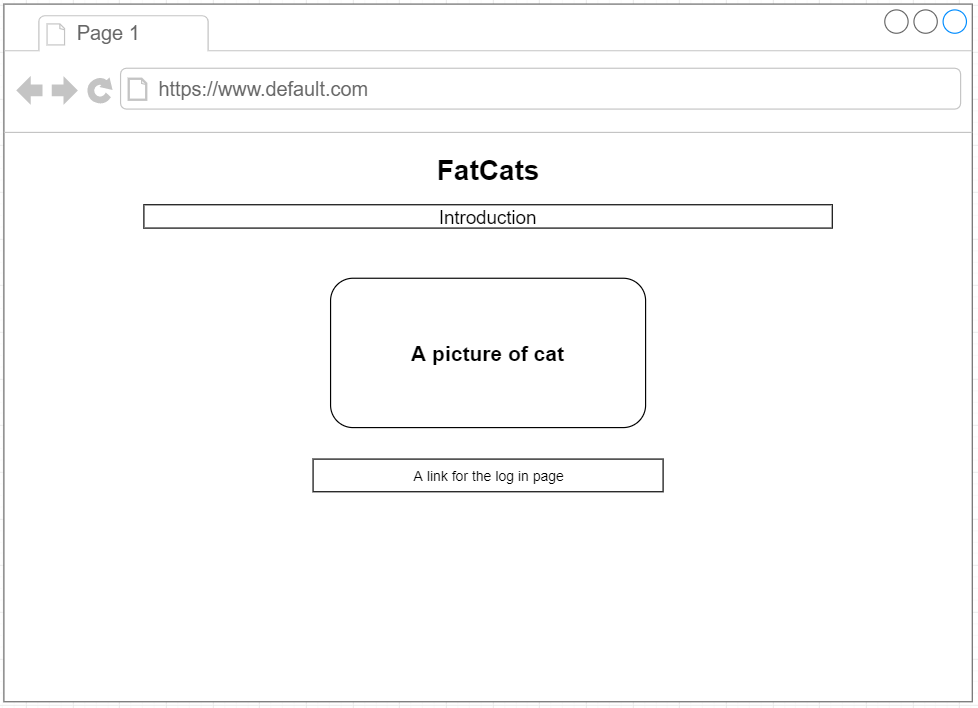 Page 1
https://www.default.com
FatCats
Introduction
A picture of cat
A link for the log in page